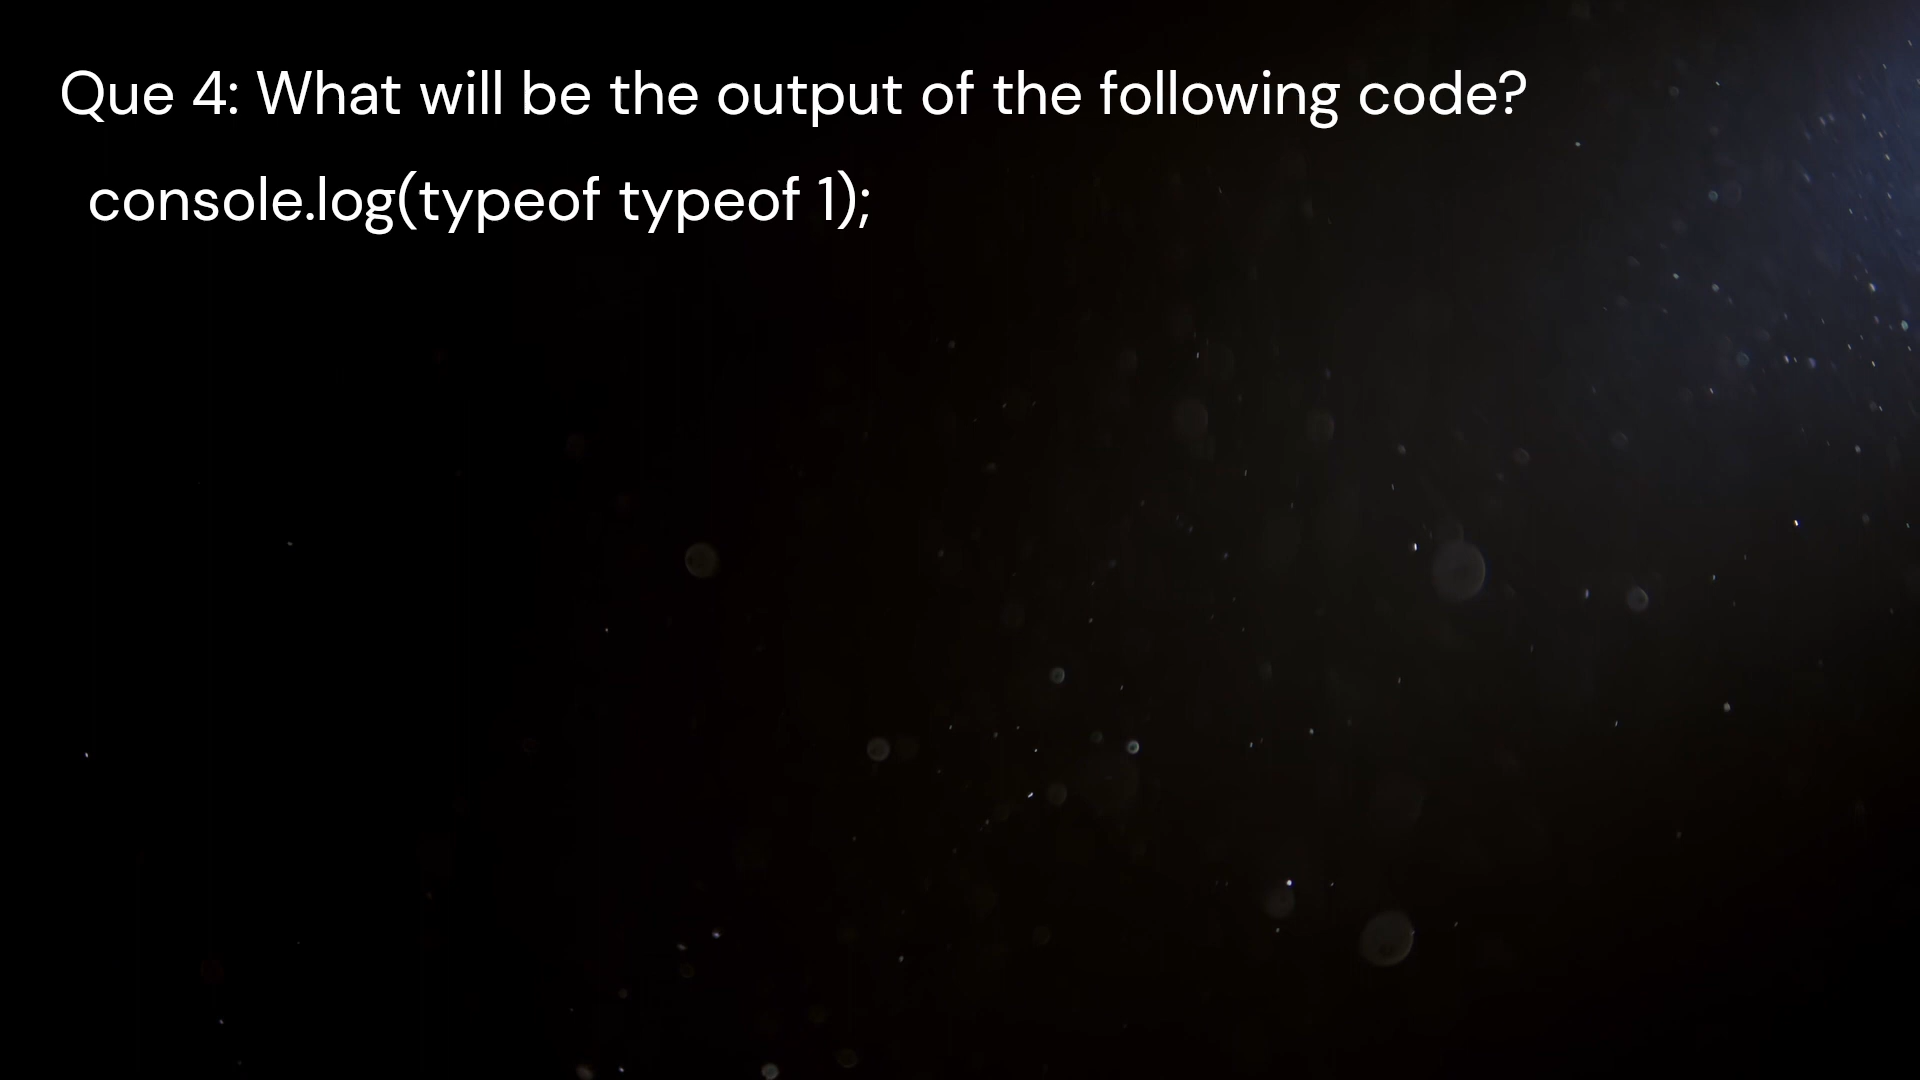 Que 4: What will be the output of the following code?
console.log(typeof typeof 1);